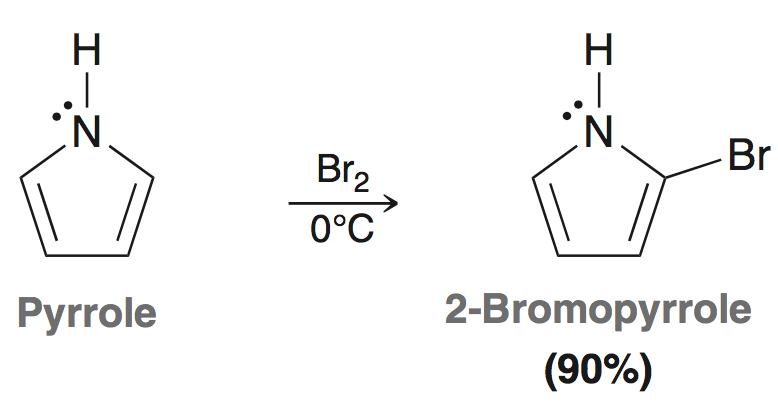 H
N
Pyrrole
Br₂
0°C
H
N
Br
2-Bromopyrrole
(90%)